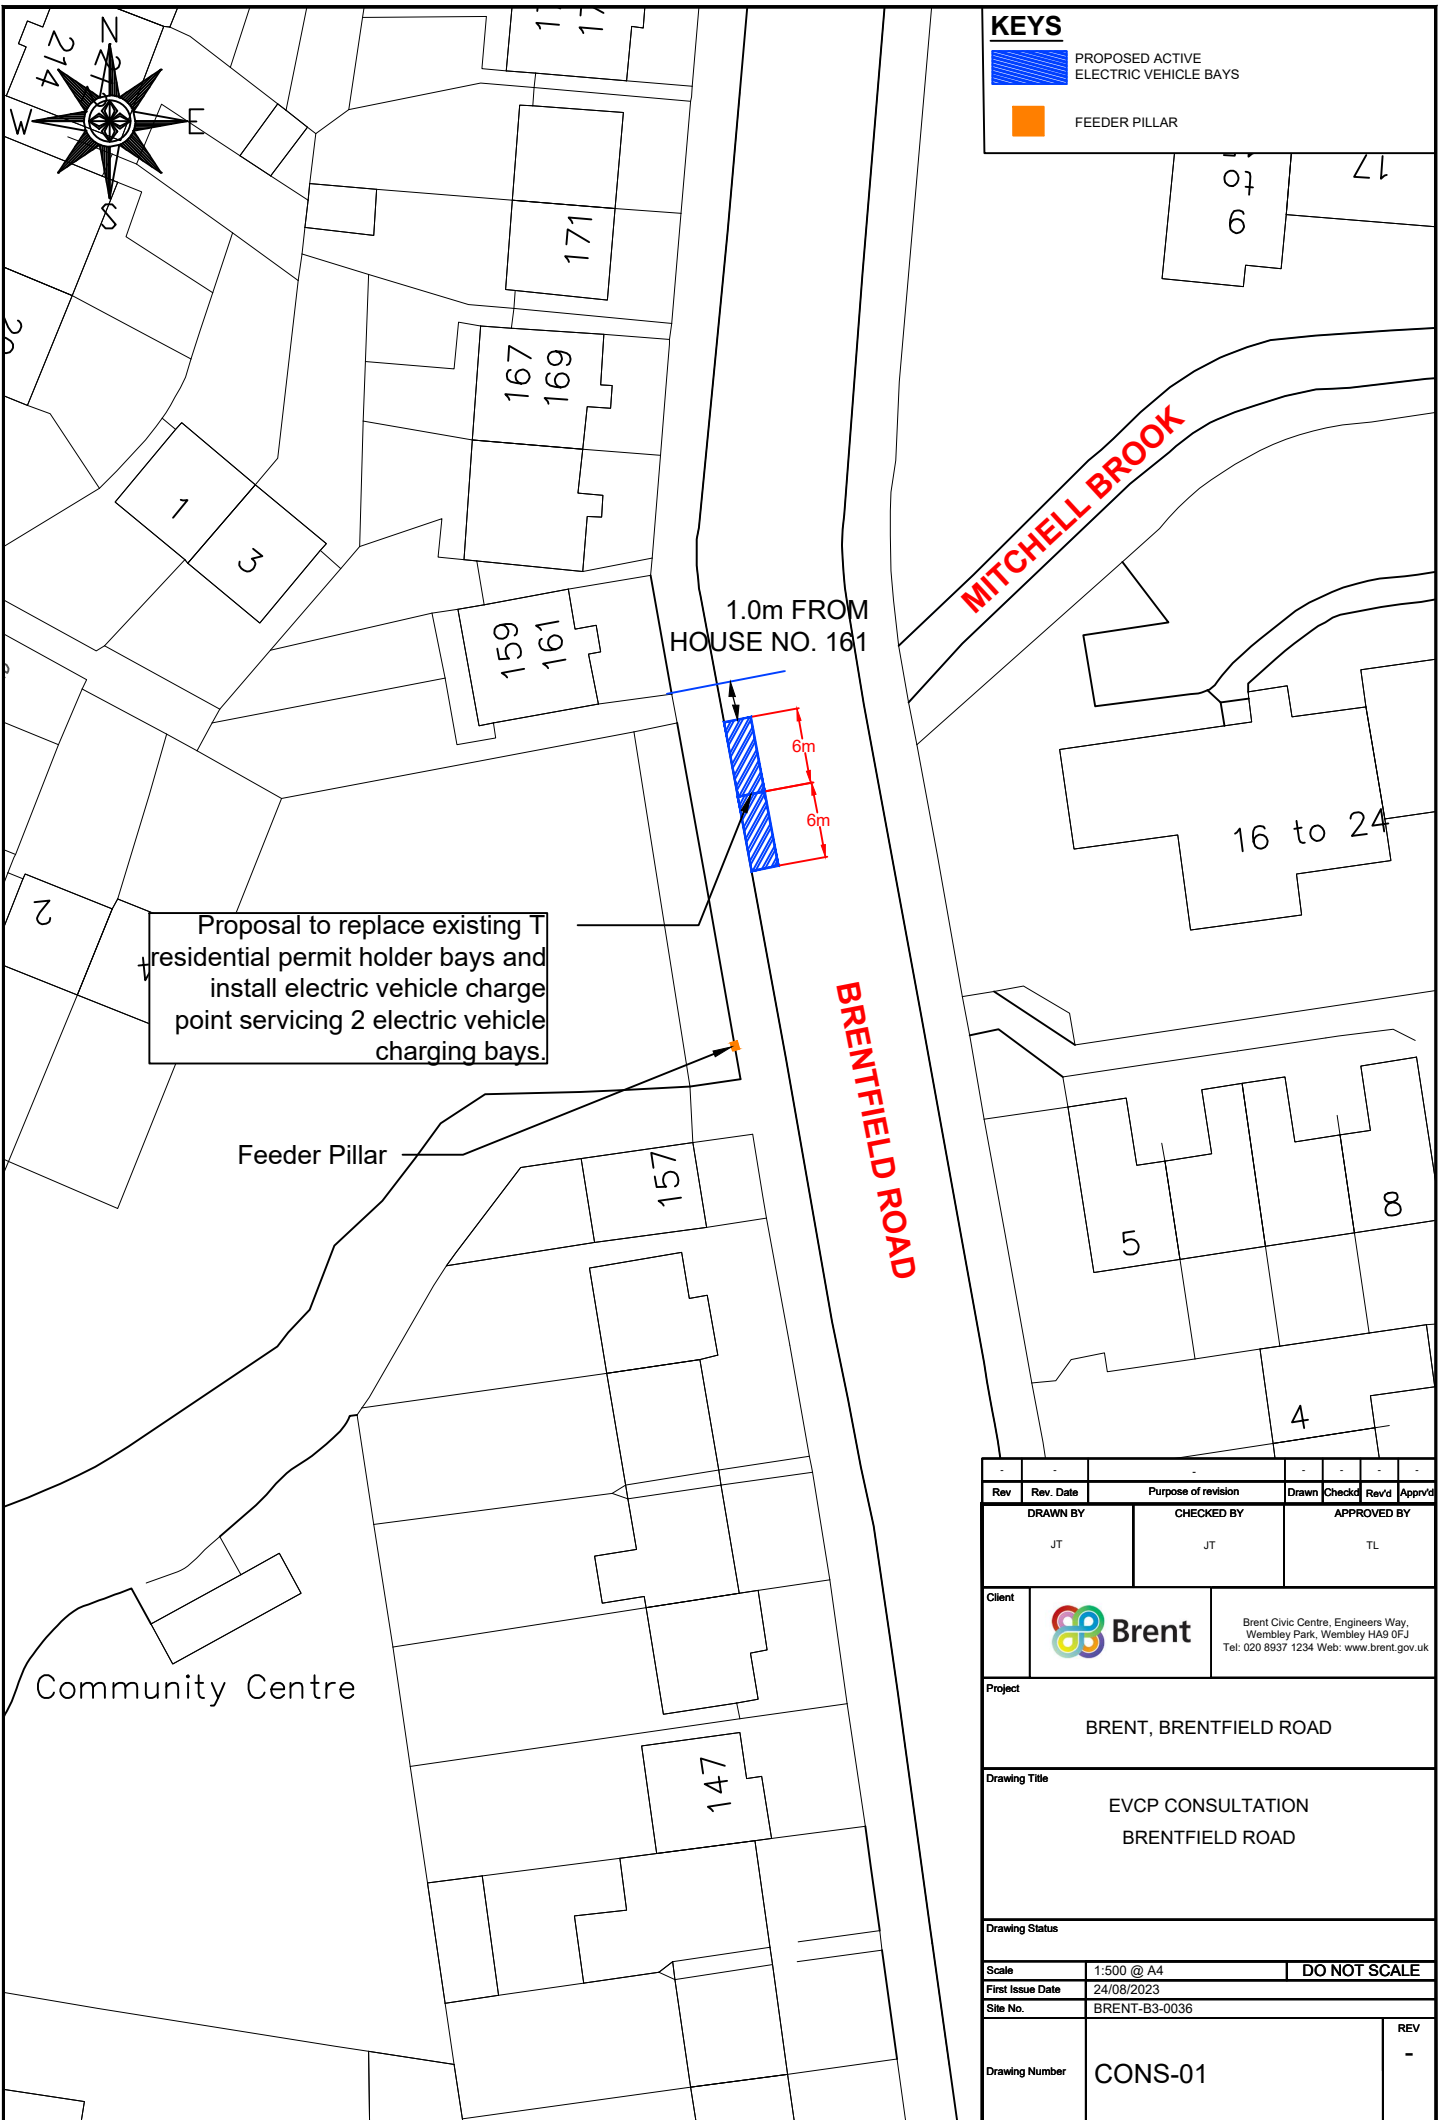 KEYS
PROPOSED ACTIVE
ELECTRIC VEHICLE BAYS
FEEDER PILLAR
N
W
E
S
214
171
167
169
1
3
159
161
2
to
9
17
MITCHELL BROOK
1.0m FROM
HOUSE NO. 161
6m
6m
16 to 24
Proposal to replace existing T
residential permit holder bays and
install electric vehicle charge
point servicing 2 electric vehicle
charging bays.
BRENTFIELD ROAD
Feeder Pillar
157
5
8
4
147
Community Centre
- - - - - - -
Rev Rev. Date Purpose of revision Drawn Checkd Rev'd Apprv'd
DRAWN BY CHECKED BY APPROVED BY
JT JT TL
Client
Brent
Brent Civic Centre, Engineers Way,
Wembley Park, Wembley HA9 0FJ
Tel: 020 8937 1234 Web: www.brent.gov.uk
Project
BRENT, BRENTFIELD ROAD
Drawing Title
EVCP CONSULTATION
BRENTFIELD ROAD
Drawing Status
Scale 1:500 @ A4 DO NOT SCALE
First Issue Date 24/08/2023
Site No. BRENT-B3-0036
Drawing Number CONS-01
REV
-